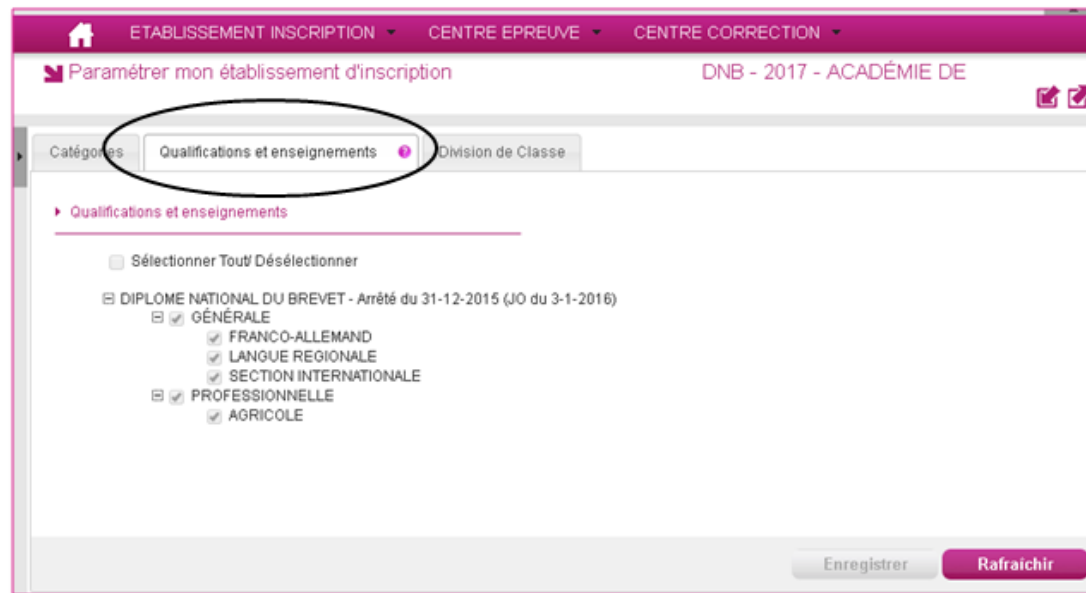 ETABLISSEMENT INSCRIPTION CENTRE EPREUVE CENTRE CORRECTION
Paramétrer mon établissement d'inscription DNB - 2017 - ACADÉMIE DE
Catégories Qualifications et enseignements ? Division de Classe
Qualifications et enseignements
Sélectionner Tout/ Désélectionner
DIPLOME NATIONAL DU BREVET - Arrêté du 31-12-2015 (JO du 3-1-2016)
GÉNÉRALE
FRANCO-ALLEMAND
LANGUE REGIONALE
SECTION INTERNATIONALE
PROFESSIONNELLE
AGRICOLE
Enregistrer Rafraîchir